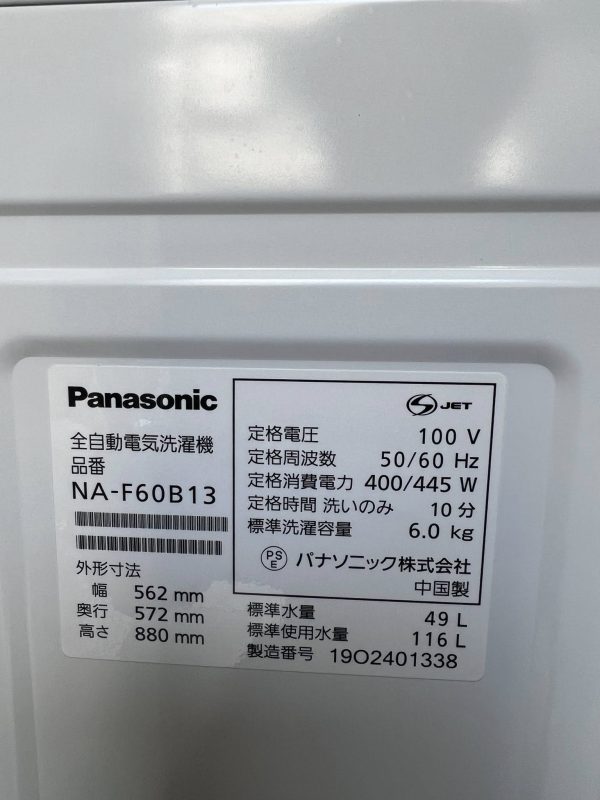 Panasonic
全自動電気洗濯機
品番
NA-F60B13
外形寸法
幅 562 mm
奥行 572 mm
高さ 880 mm
S JET
定格電圧 100 V
定格周波数 50/60 Hz
定格消費電力 400/445 W
定格時間 洗いのみ 10 分
標準洗濯容量 6.0 kg
PS E パナソニック株式会社
中国製
標準水量 49 L
標準使用水量 116 L
製造番号 19O2401338